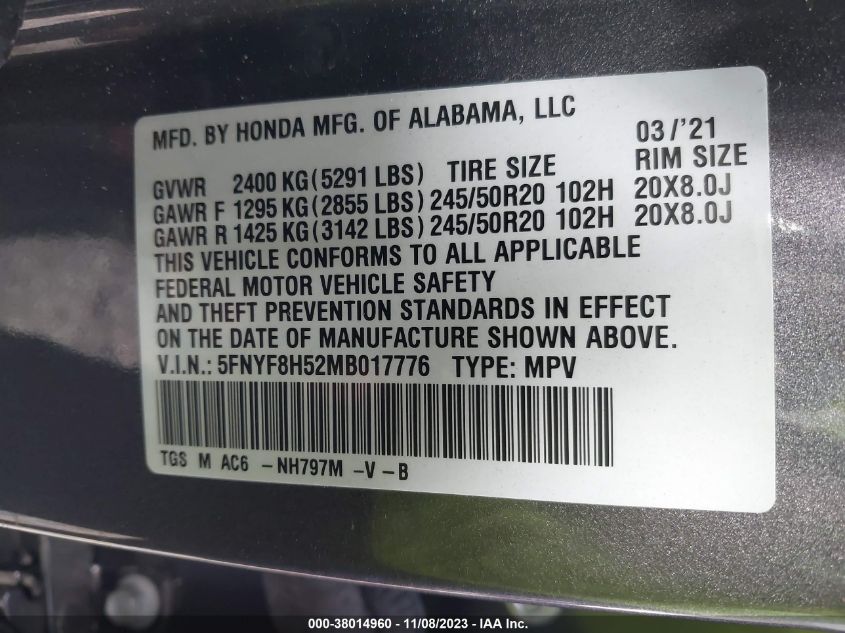 MFD. BY HONDA MFG. OF ALABAMA, LLC 03/'21
GVWR 2400 KG(5291 LBS) TIRE SIZE RIM SIZE
GAWR F 1295 KG(2855 LBS) 245/50R20 102H 20X8.0J
GAWR R 1425 KG(3142 LBS) 245/50R20 102H 20X8.0J
THIS VEHICLE CONFORMS TO ALL APPLICABLE
FEDERAL MOTOR VEHICLE SAFETY
AND THEFT PREVENTION STANDARDS IN EFFECT
ON THE DATE OF MANUFACTURE SHOWN ABOVE.
V.I.N.: 5FNYF8H52MB017776 TYPE: MPV
TGS M AC6 -NH797M -V -B
000-38014960 - 11/08/2023 - IAA Inc.